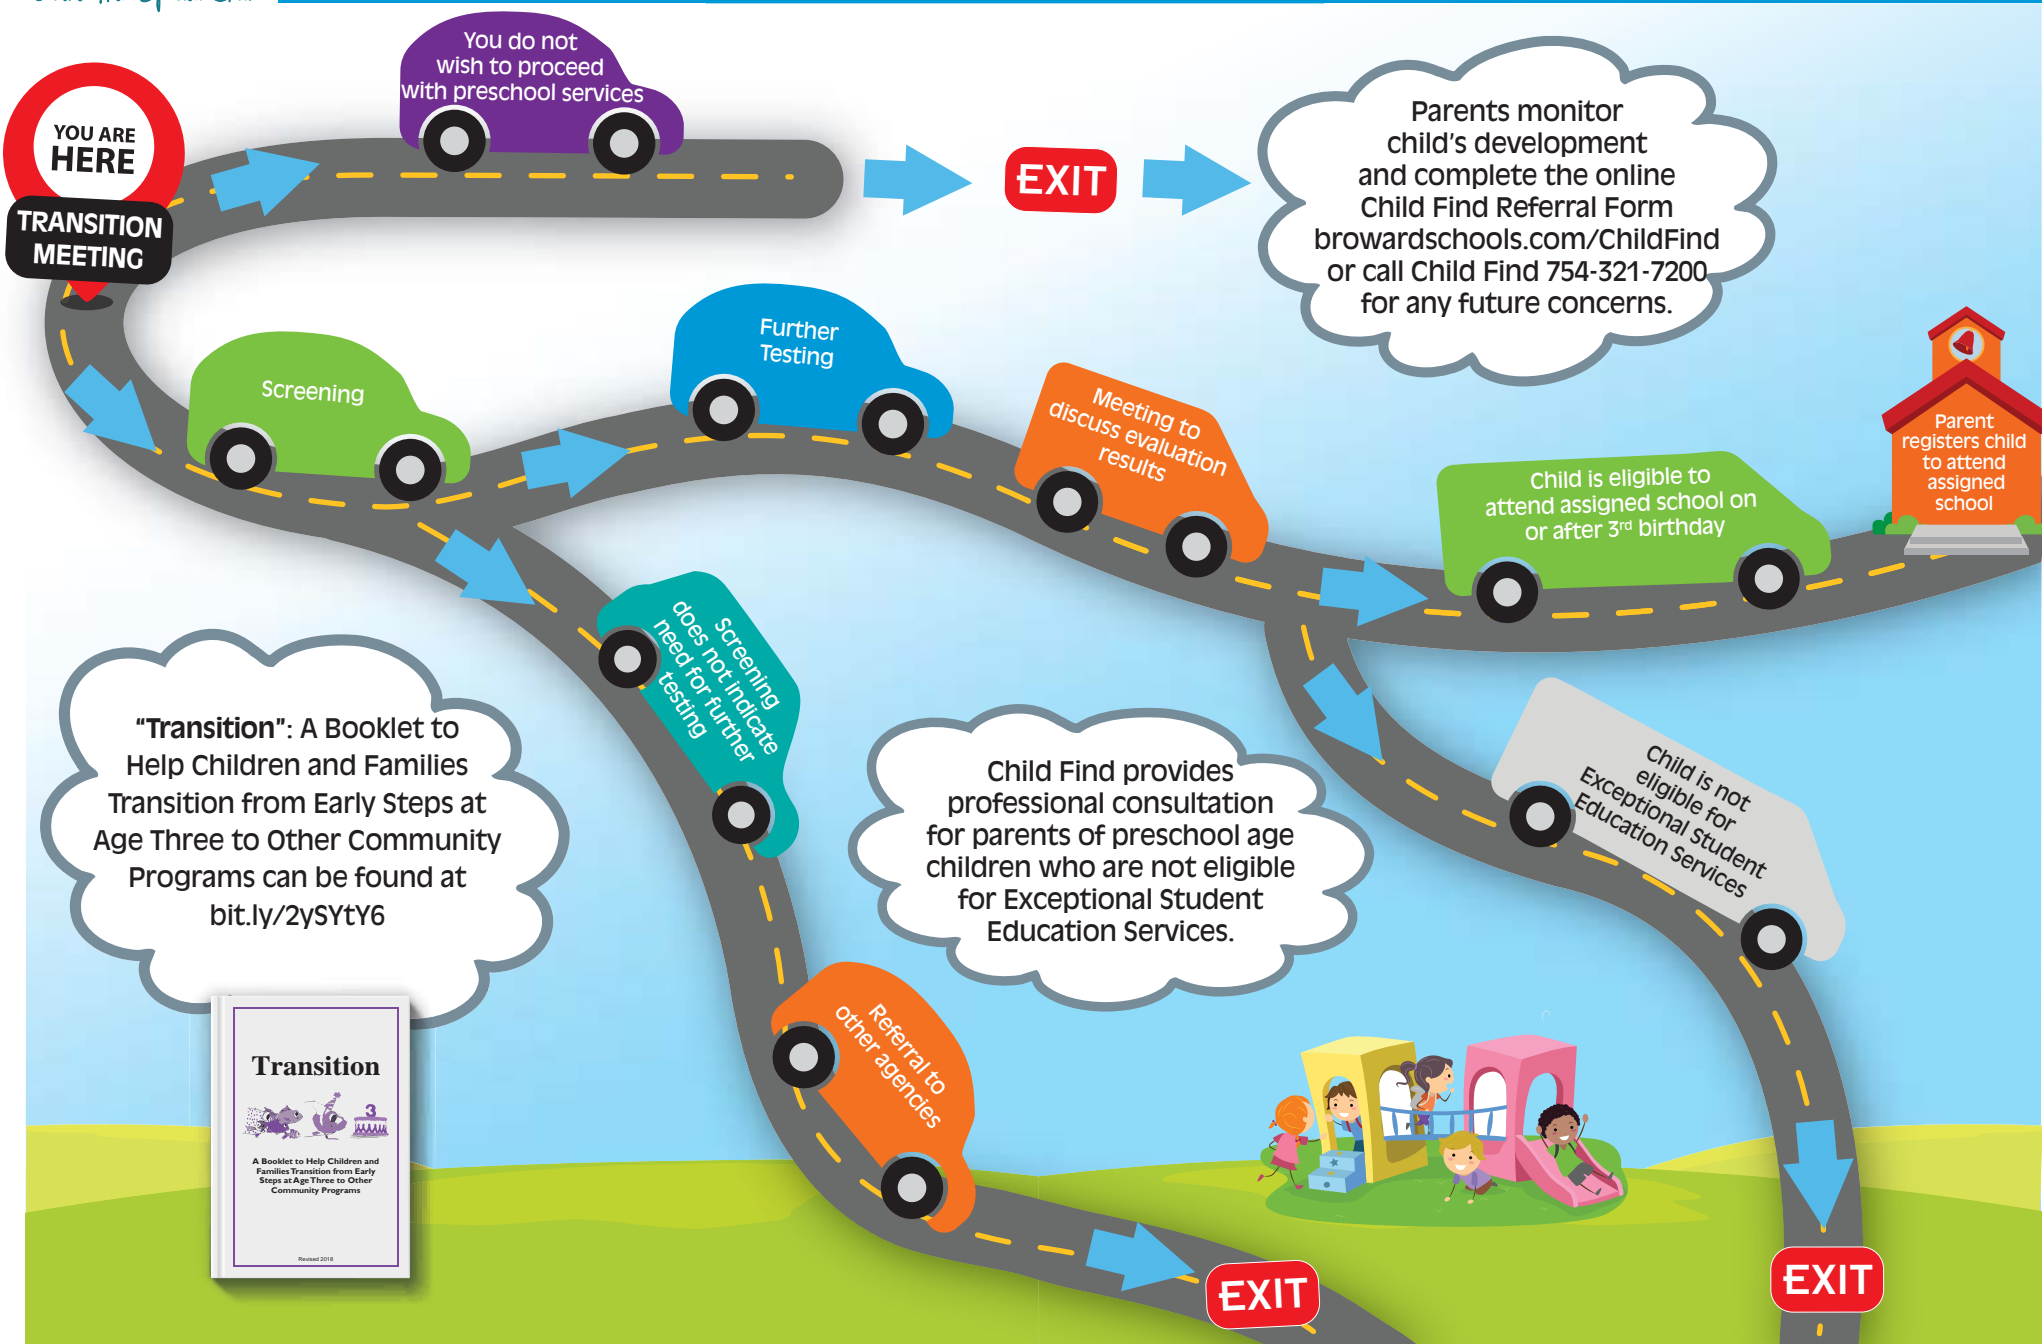 You do not
wish to proceed
with preschool services
YOU ARE
HERE
TRANSITION
MEETING
EXIT
Parents monitor
child's development
and complete the online
Child Find Referral Form
browardschools.com/ChildFind
or call Child Find 754-321-7200
for any future concerns.
Screening
Further
Testing
Meeting to
discuss evaluation
results
Child is eligible to
attend assigned school on
or after 3rd birthday
Parent
registers child
to attend
assigned
school
Screening
does not indicate
need for further
testing
Child is not
eligible for
Exceptional Student
Education Services
"Transition": A Booklet to
Help Children and Families
Transition from Early Steps at
Age Three to Other Community
Programs can be found at
bit.ly/2ySYtY6
Child Find provides
professional consultation
for parents of preschool age
children who are not eligible
for Exceptional Student
Education Services.
Referral to
other agencies
Transition
3
A Booklet to Help Children and
Families Transition from Early
Steps at Age Three to Other
Community Programs
Revised 2018
EXIT
EXIT